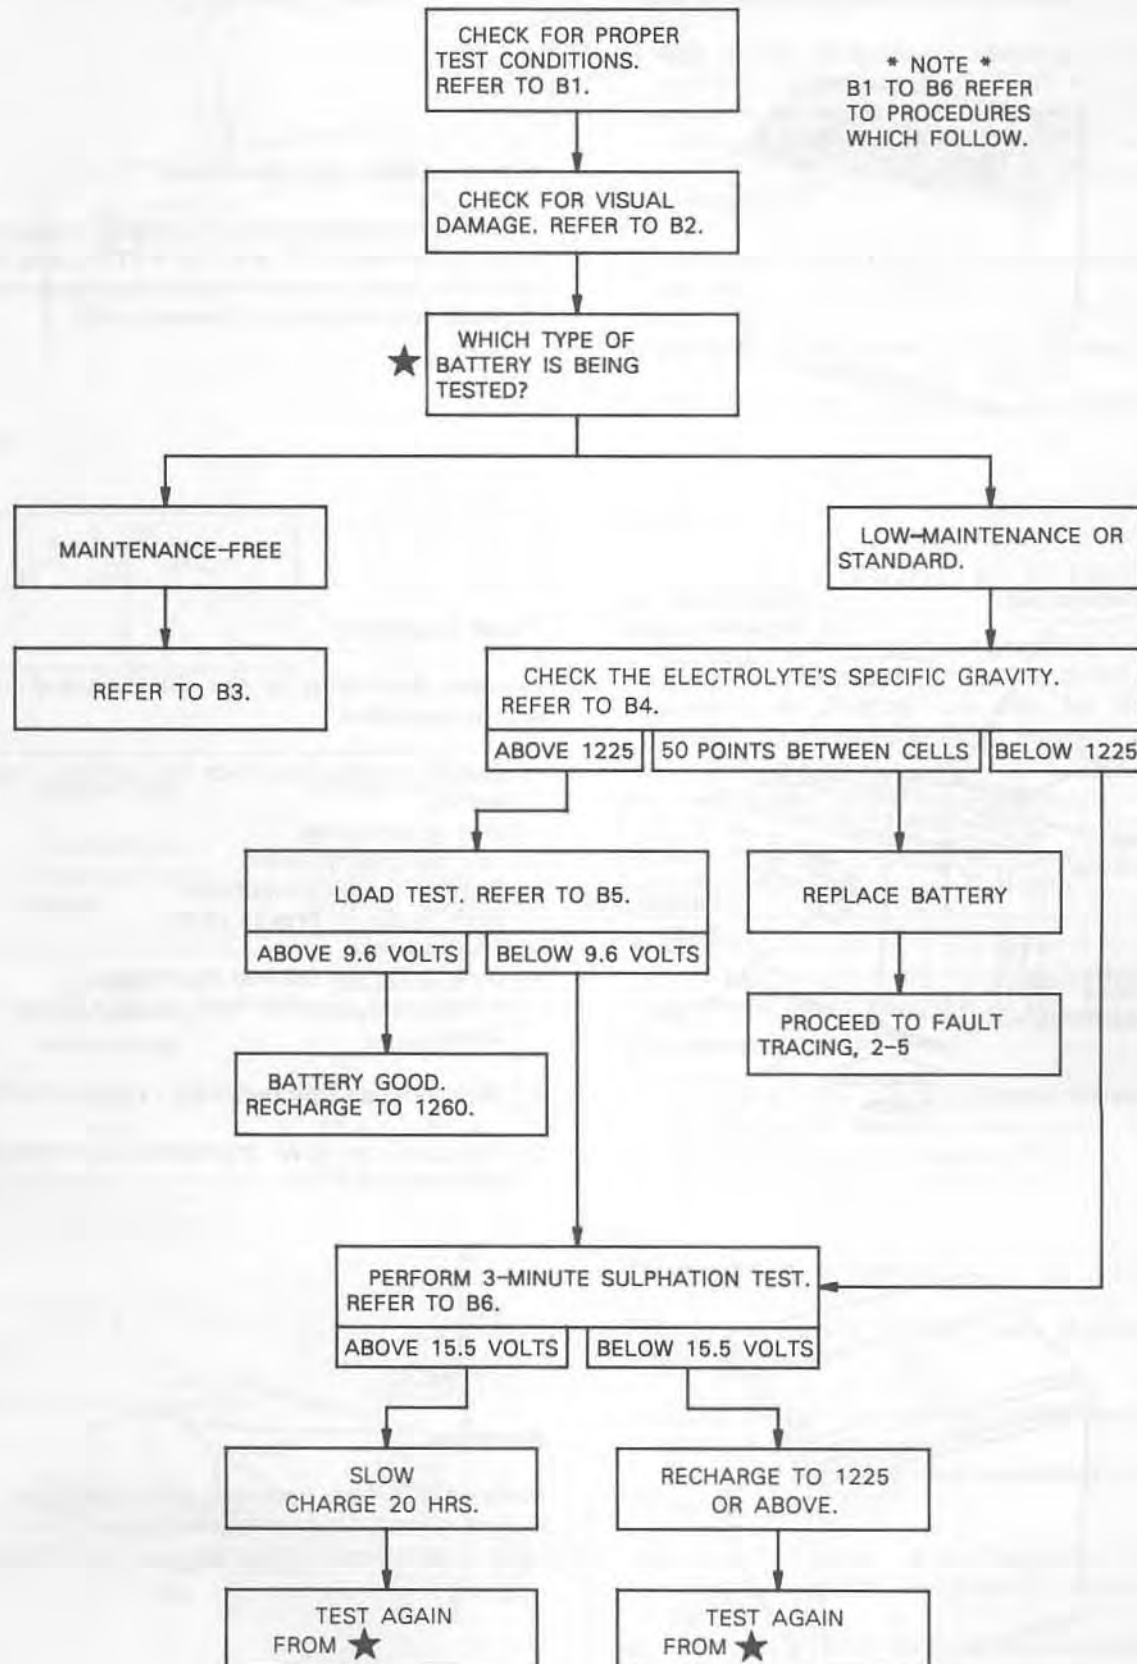 CHECK FOR PROPER
TEST CONDITIONS.
REFER TO B1.
* NOTE *
B1 TO B6 REFER
TO PROCEDURES
WHICH FOLLOW.
CHECK FOR VISUAL
DAMAGE. REFER TO B2.
WHICH TYPE OF
BATTERY IS BEING
TESTED?
MAINTENANCE-FREE
LOW-MAINTENANCE OR
STANDARD.
REFER TO B3.
CHECK THE ELECTROLYTE'S SPECIFIC GRAVITY.
REFER TO B4.
ABOVE 1225
50 POINTS BETWEEN CELLS
BELOW 1225
LOAD TEST. REFER TO B5.
ABOVE 9.6 VOLTS
BELOW 9.6 VOLTS
REPLACE BATTERY
PROCEED TO FAULT
TRACING, 2-5
BATTERY GOOD.
RECHARGE TO 1260.
PERFORM 3-MINUTE SULPHATION TEST.
REFER TO B6.
ABOVE 15.5 VOLTS
BELOW 15.5 VOLTS
SLOW
CHARGE 20 HRS.
RECHARGE TO 1225
OR ABOVE.
TEST AGAIN
FROM ★
TEST AGAIN
FROM ★